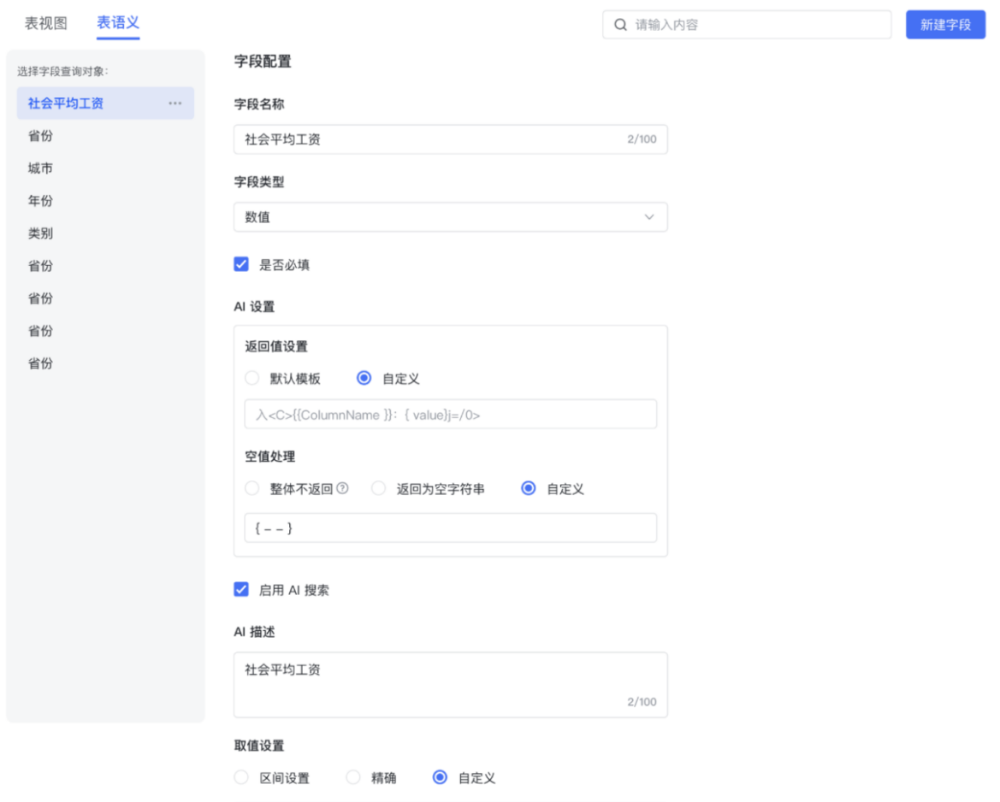 表视图 表语义 请输入内容 新建字段
选择字段查询对象:
社会平均工资 ...
省份
城市
年份
类别
省份
省份
省份
省份
字段配置
字段名称
社会平均工资 2/100
字段类型
数值
是否必填
AI 设置
返回值设置
默认模板 自定义
入<C>{{ColumnName }}: { value}j=/0>
空值处理
整体不返回 ? 返回为空字符串 自定义
{ – – }
启用 AI 搜索
AI 描述
社会平均工资
2/100
取值设置
区间设置 精确 自定义